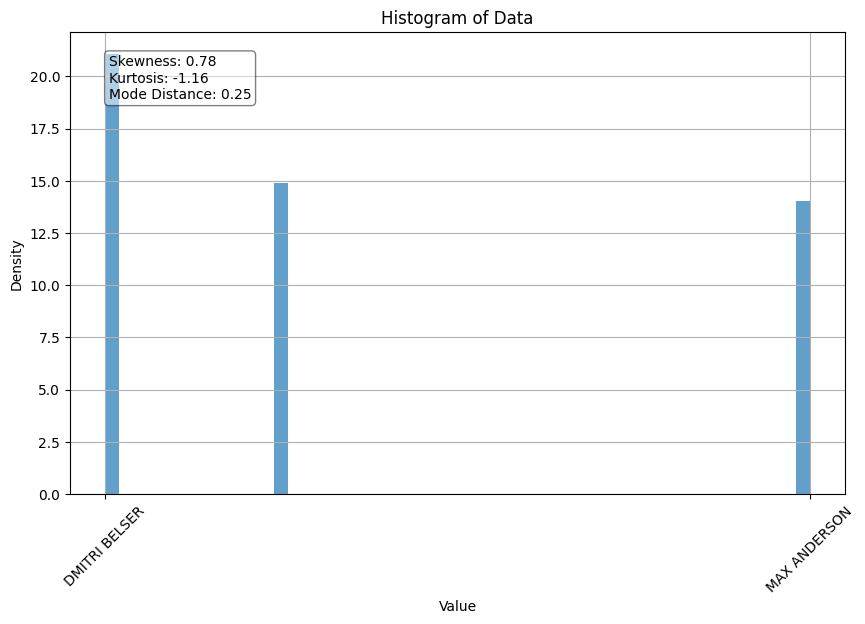 Histogram of Data
Skewness: 0.78
Kurtosis: -1.16
Mode Distance: 0.25
20.0
17.5
15.0
12.5
10.0
7.5
5.0
2.5
0.0
Density
DMITRI BELSER
MAX ANDERSON
Value